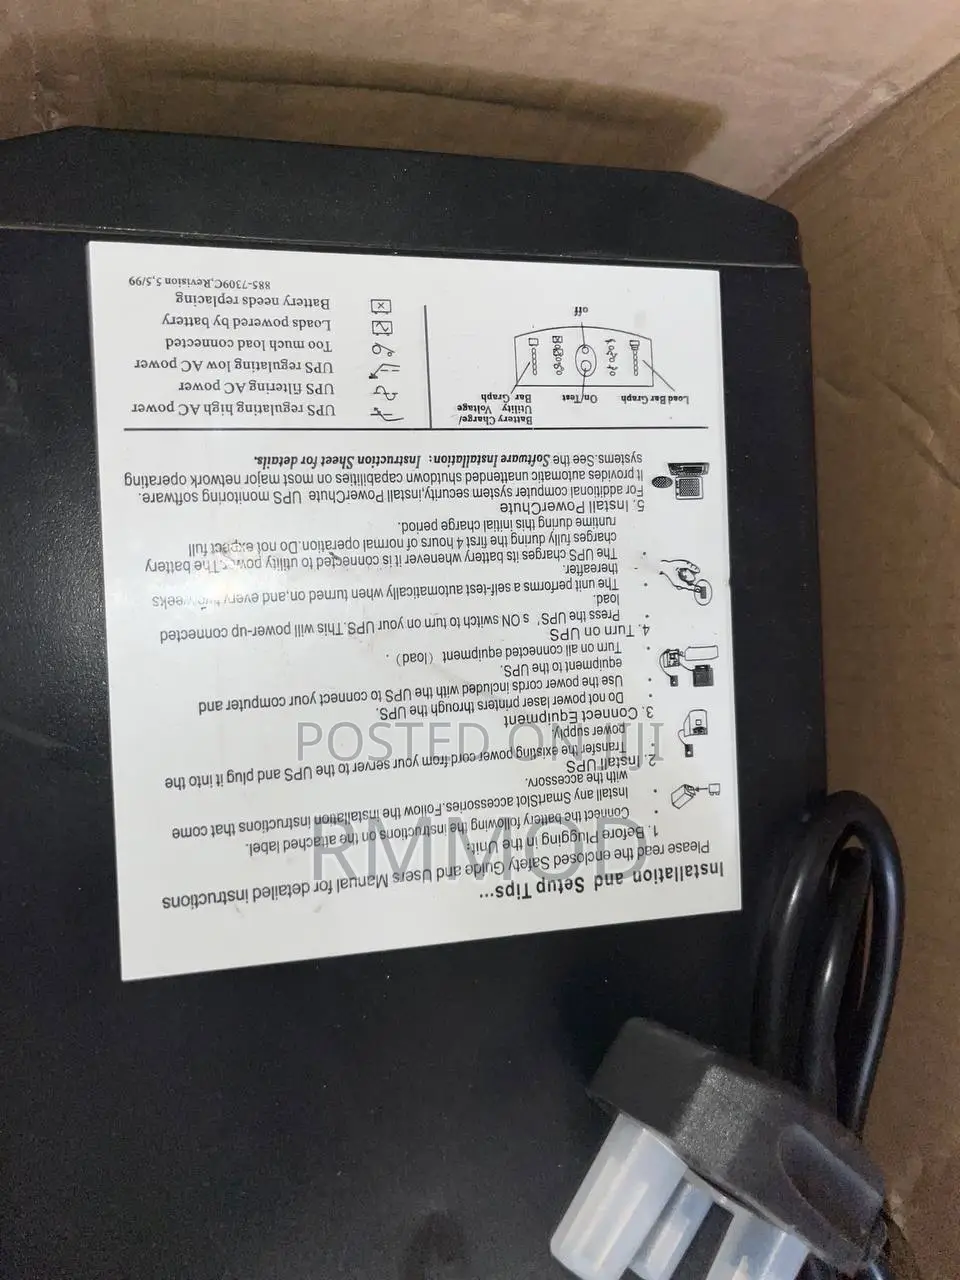 Installation and Setup Tips...
Please read the enclosed Safety Guide and Users Manual for detailed instructions
1. Before plugging in the Unit:
• Connect the battery following the instructions on the attached label.
• Install any SmartSlot accessories.Follow the installation instructions that come
with the accessory.
2. Install UPS
• Transfer the existing power cord from your server to the UPS and plug it into the
power supply.
3. Connect Equipment
• Do not power laser printers through the UPS.
• Use the power cords included with the UPS to connect your computer and
equipment to the UPS.
• Turn on all connected equipment (load) .
4. Turn on UPS
• Press the UPS' s ON switch to turn on your UPS.This will power-up connected
load.
• The unit performs a self-test automatically when turned on,and every two weeks
thereafter.
• The UPS charges its battery whenever it is connected to utility power.The battery
charges fully during the first 4 hours of normal operation.Do not expect full
runtime during this initial charge period.
5. Install PowerChute
For additional computer system security,install PowerChute UPS monitoring software.
It provides automatic unattended shutdown capabilities on most major network operating
systems.See the Software Installation: Instruction Sheet for details.
Load Bar Graph
On/Test
Battery Charge/
Utility Voltage
Bar Graph
off
UPS regulating high AC power
UPS filtering AC power
UPS regulating low AC power
Too much load connected
Loads powered by battery
Battery needs replacing
885-7309C,Revision 5,5/99
POSTED ON JIJI
RMMOD